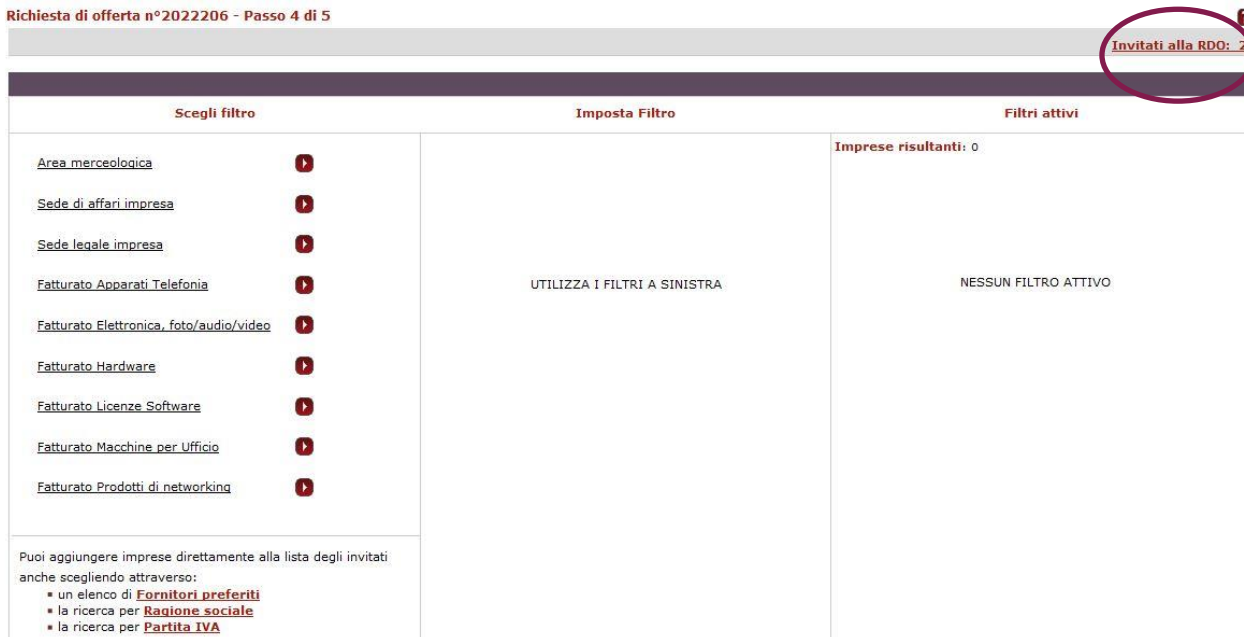 Richiesta di offerta n°2022206 - Passo 4 di 5
Invitati alla RDO: 2
Scegli filtro
Imposta Filtro
Filtri attivi
Area merceologica
Sede di affari impresa
Sede legale impresa
Fatturato Apparati Telefonia
Fatturato Elettronica, foto/audio/video
Fatturato Hardware
Fatturato Licenze Software
Fatturato Macchine per Ufficio
Fatturato Prodotti di networking
Puoi aggiungere imprese direttamente alla lista degli invitati
anche scegliendo attraverso:
▪ un elenco di Fornitori preferiti
▪ la ricerca per Ragione sociale
▪ la ricerca per Partita IVA
UTILIZZA I FILTRI A SINISTRA
Imprese risultanti: 0
NESSUN FILTRO ATTIVO